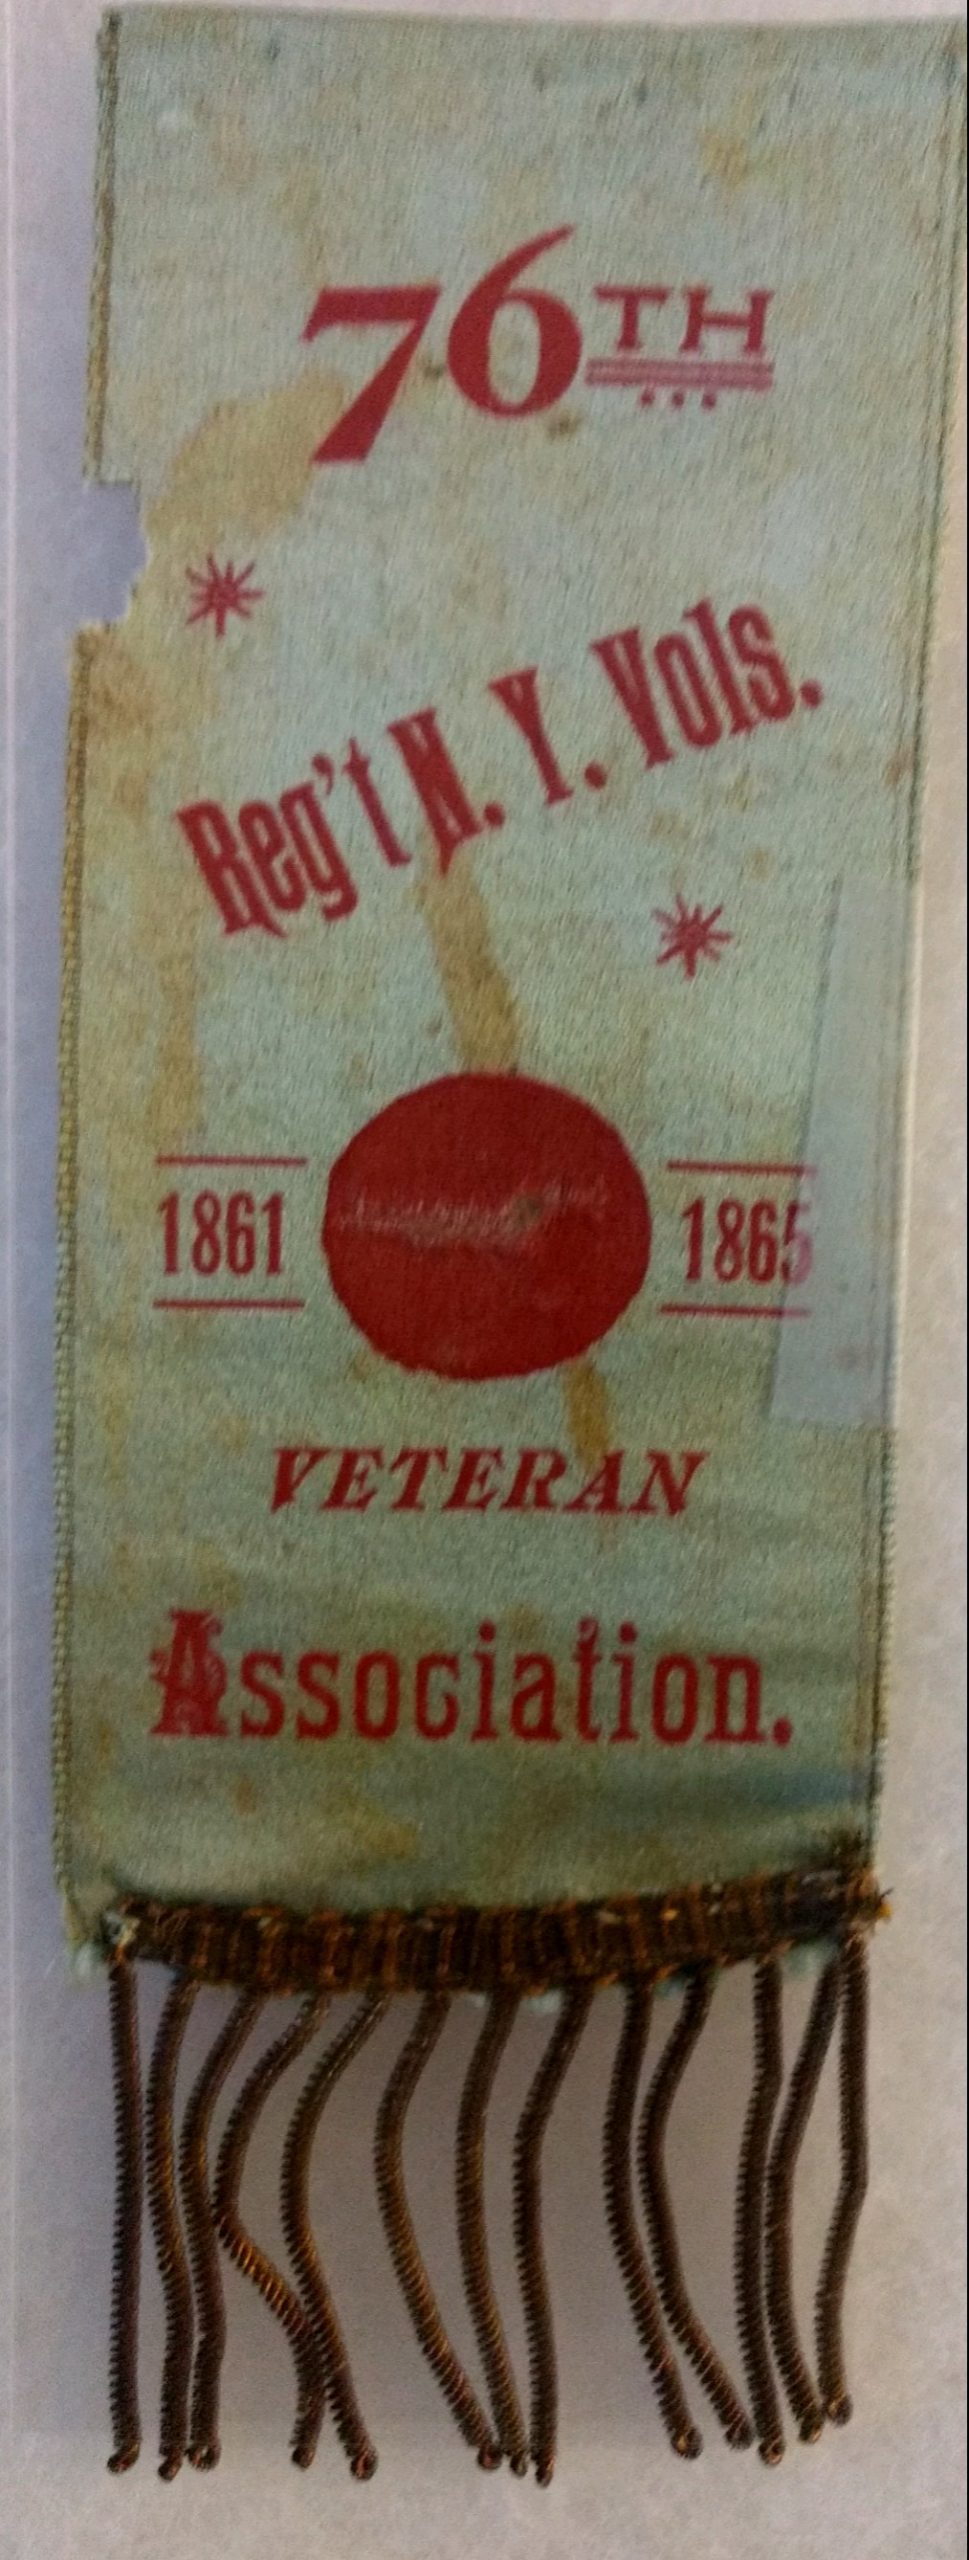 76TH
Reg't N. Y. Vols.
1861 1865
VETERAN
Association.